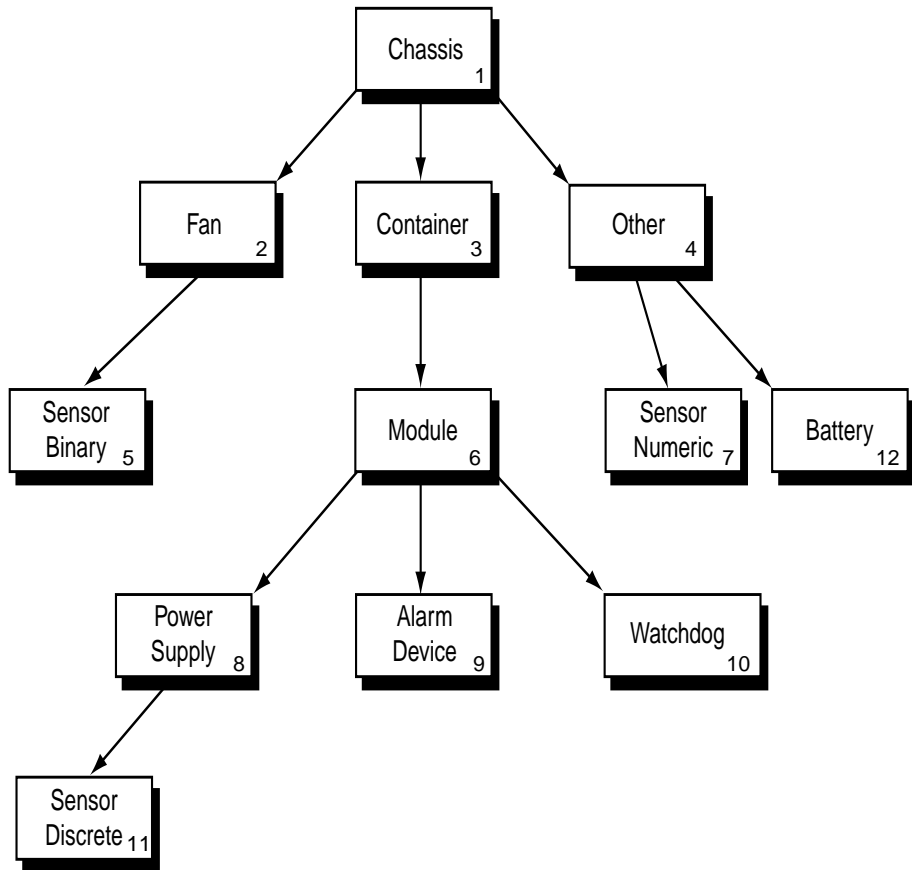 Chassis
1
Fan
2
Container
3
Other
4
Sensor
Binary
5
Module
6
Sensor
Numeric
7
Battery
12
Power
Supply
8
Alarm
Device
9
Watchdog
10
Sensor
Discrete
11